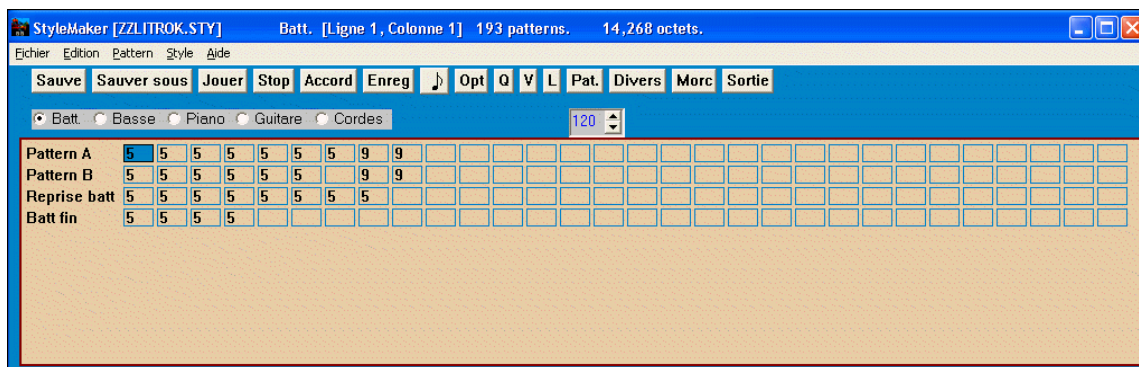 StyleMaker [ZZLITROK.STY] Batt. [Ligne 1, Colonne 1] 193 patterns. 14,268 octets.
Fichier Edition Pattern Style Aide
Sauve Sauver sous Jouer Stop Accord Enreg ♪ Opt Q V L Pat. Divers Morc Sortie
Batt. Basse Piano Guitare Cordes 120
Pattern A 5 5 5 5 5 5 5 9 9
Pattern B 5 5 5 5 5 5 9 9
Reprise batt 5 5 5 5 5 5 5 5
Batt fin 5 5 5 5